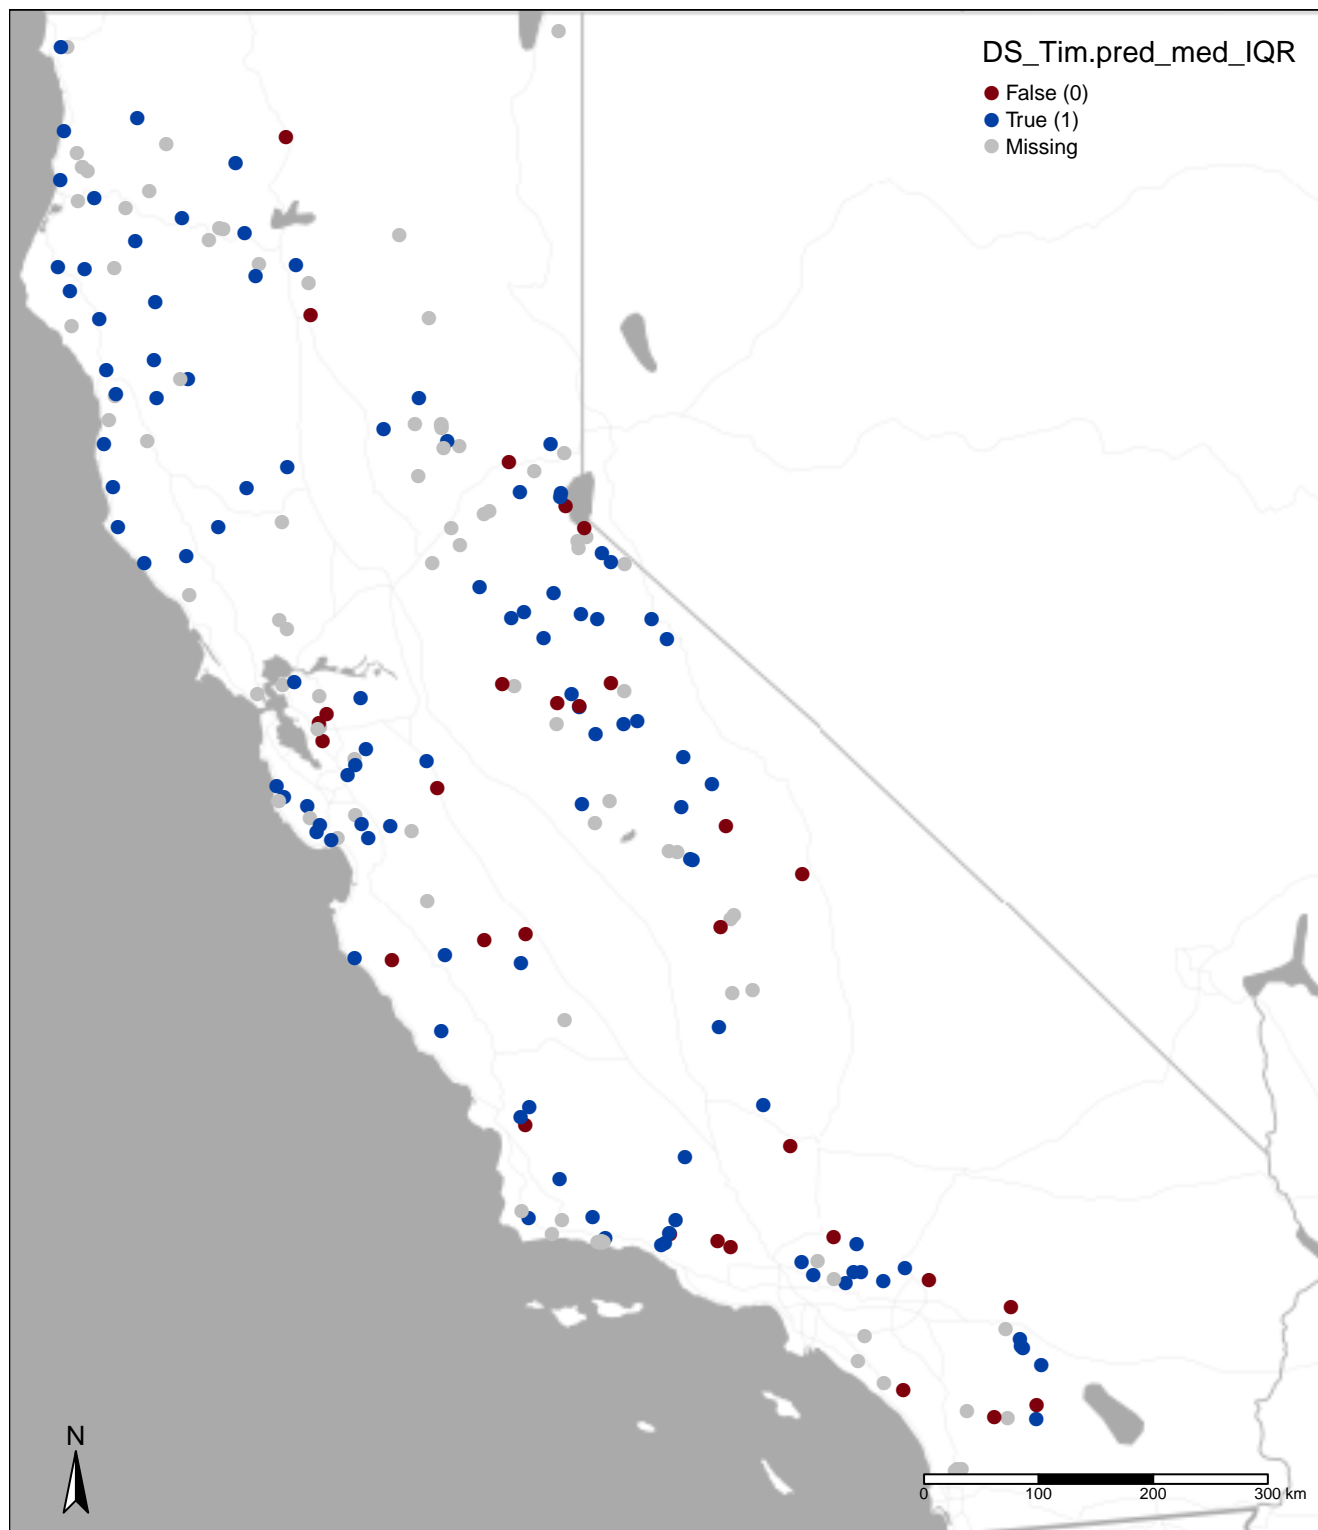 DS_Tim.pred_med_IQR
False (0)
True (1)
Missing
N
0 100 200 300 km